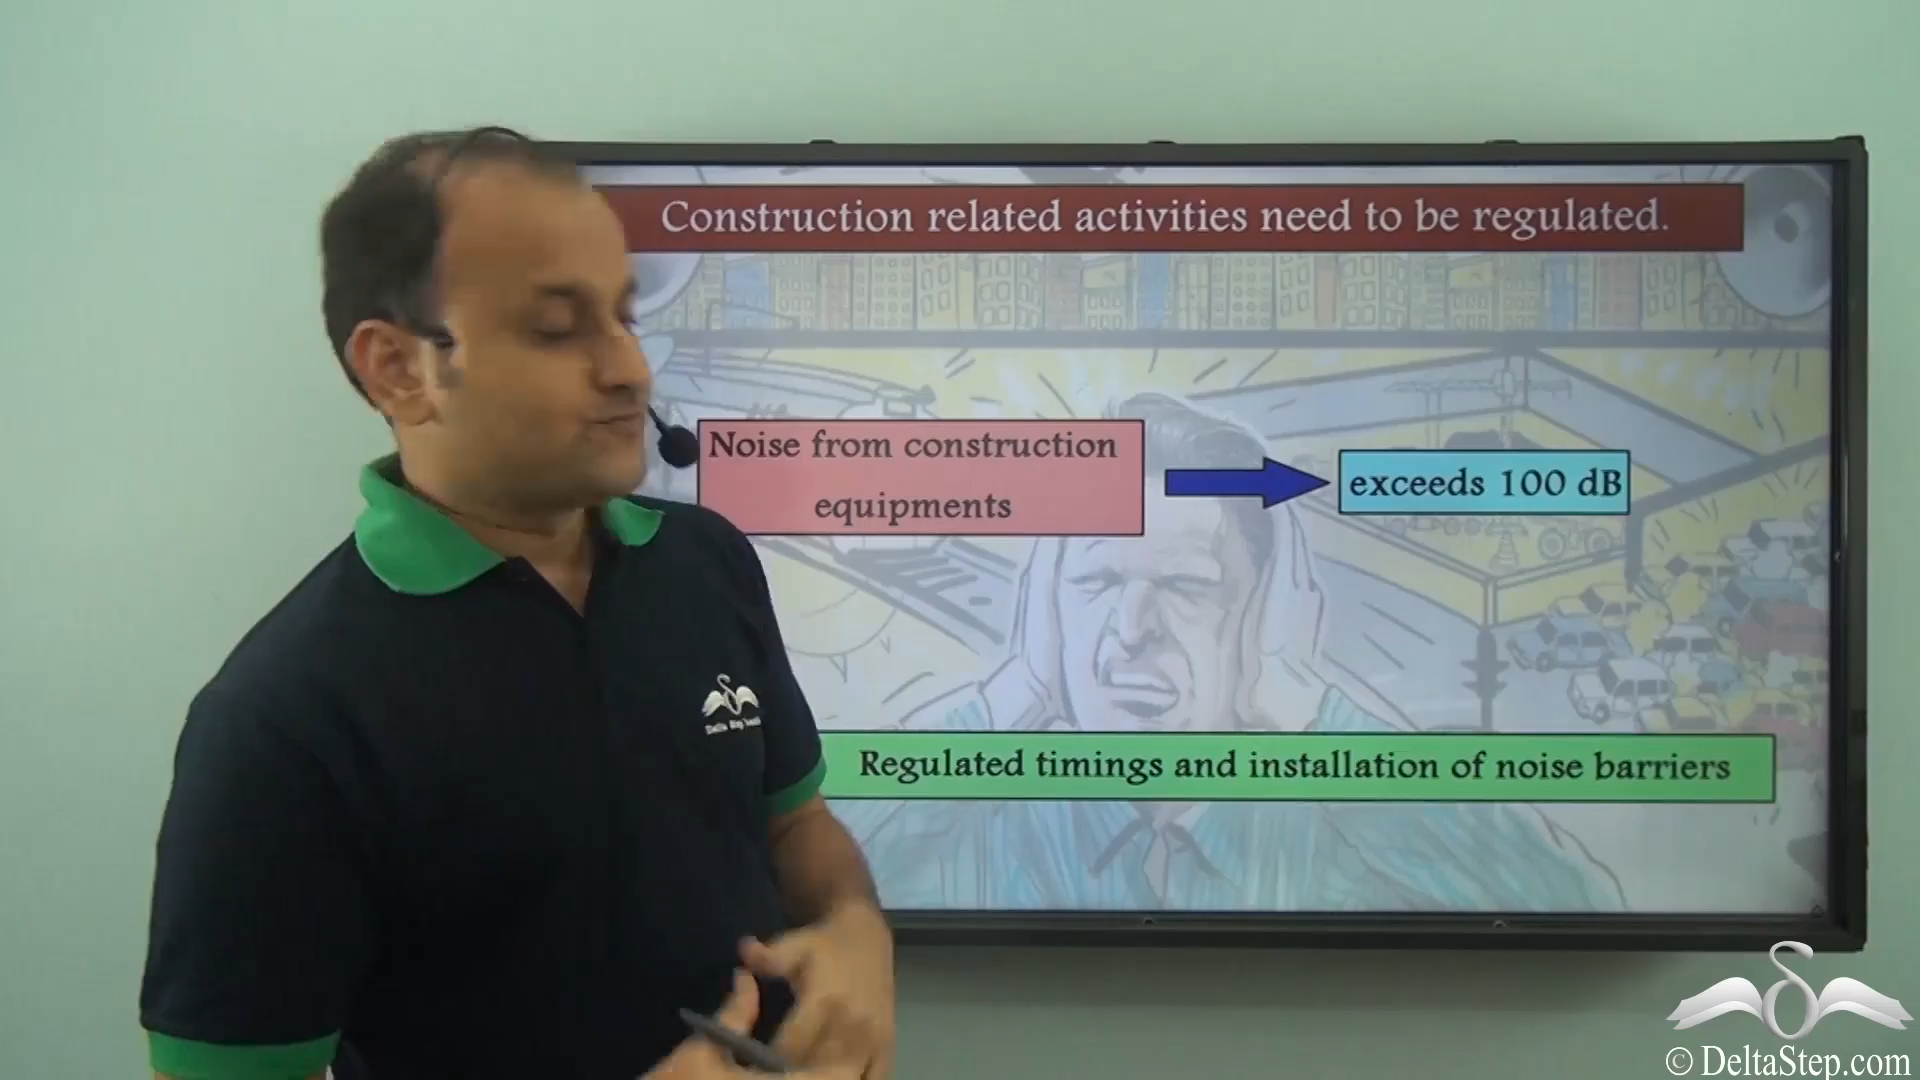 Construction related activities need to be regulated.
Noise from construction
equipments
exceeds 100 dB
Regulated timings and installation of noise barriers
© DeltaStep.com